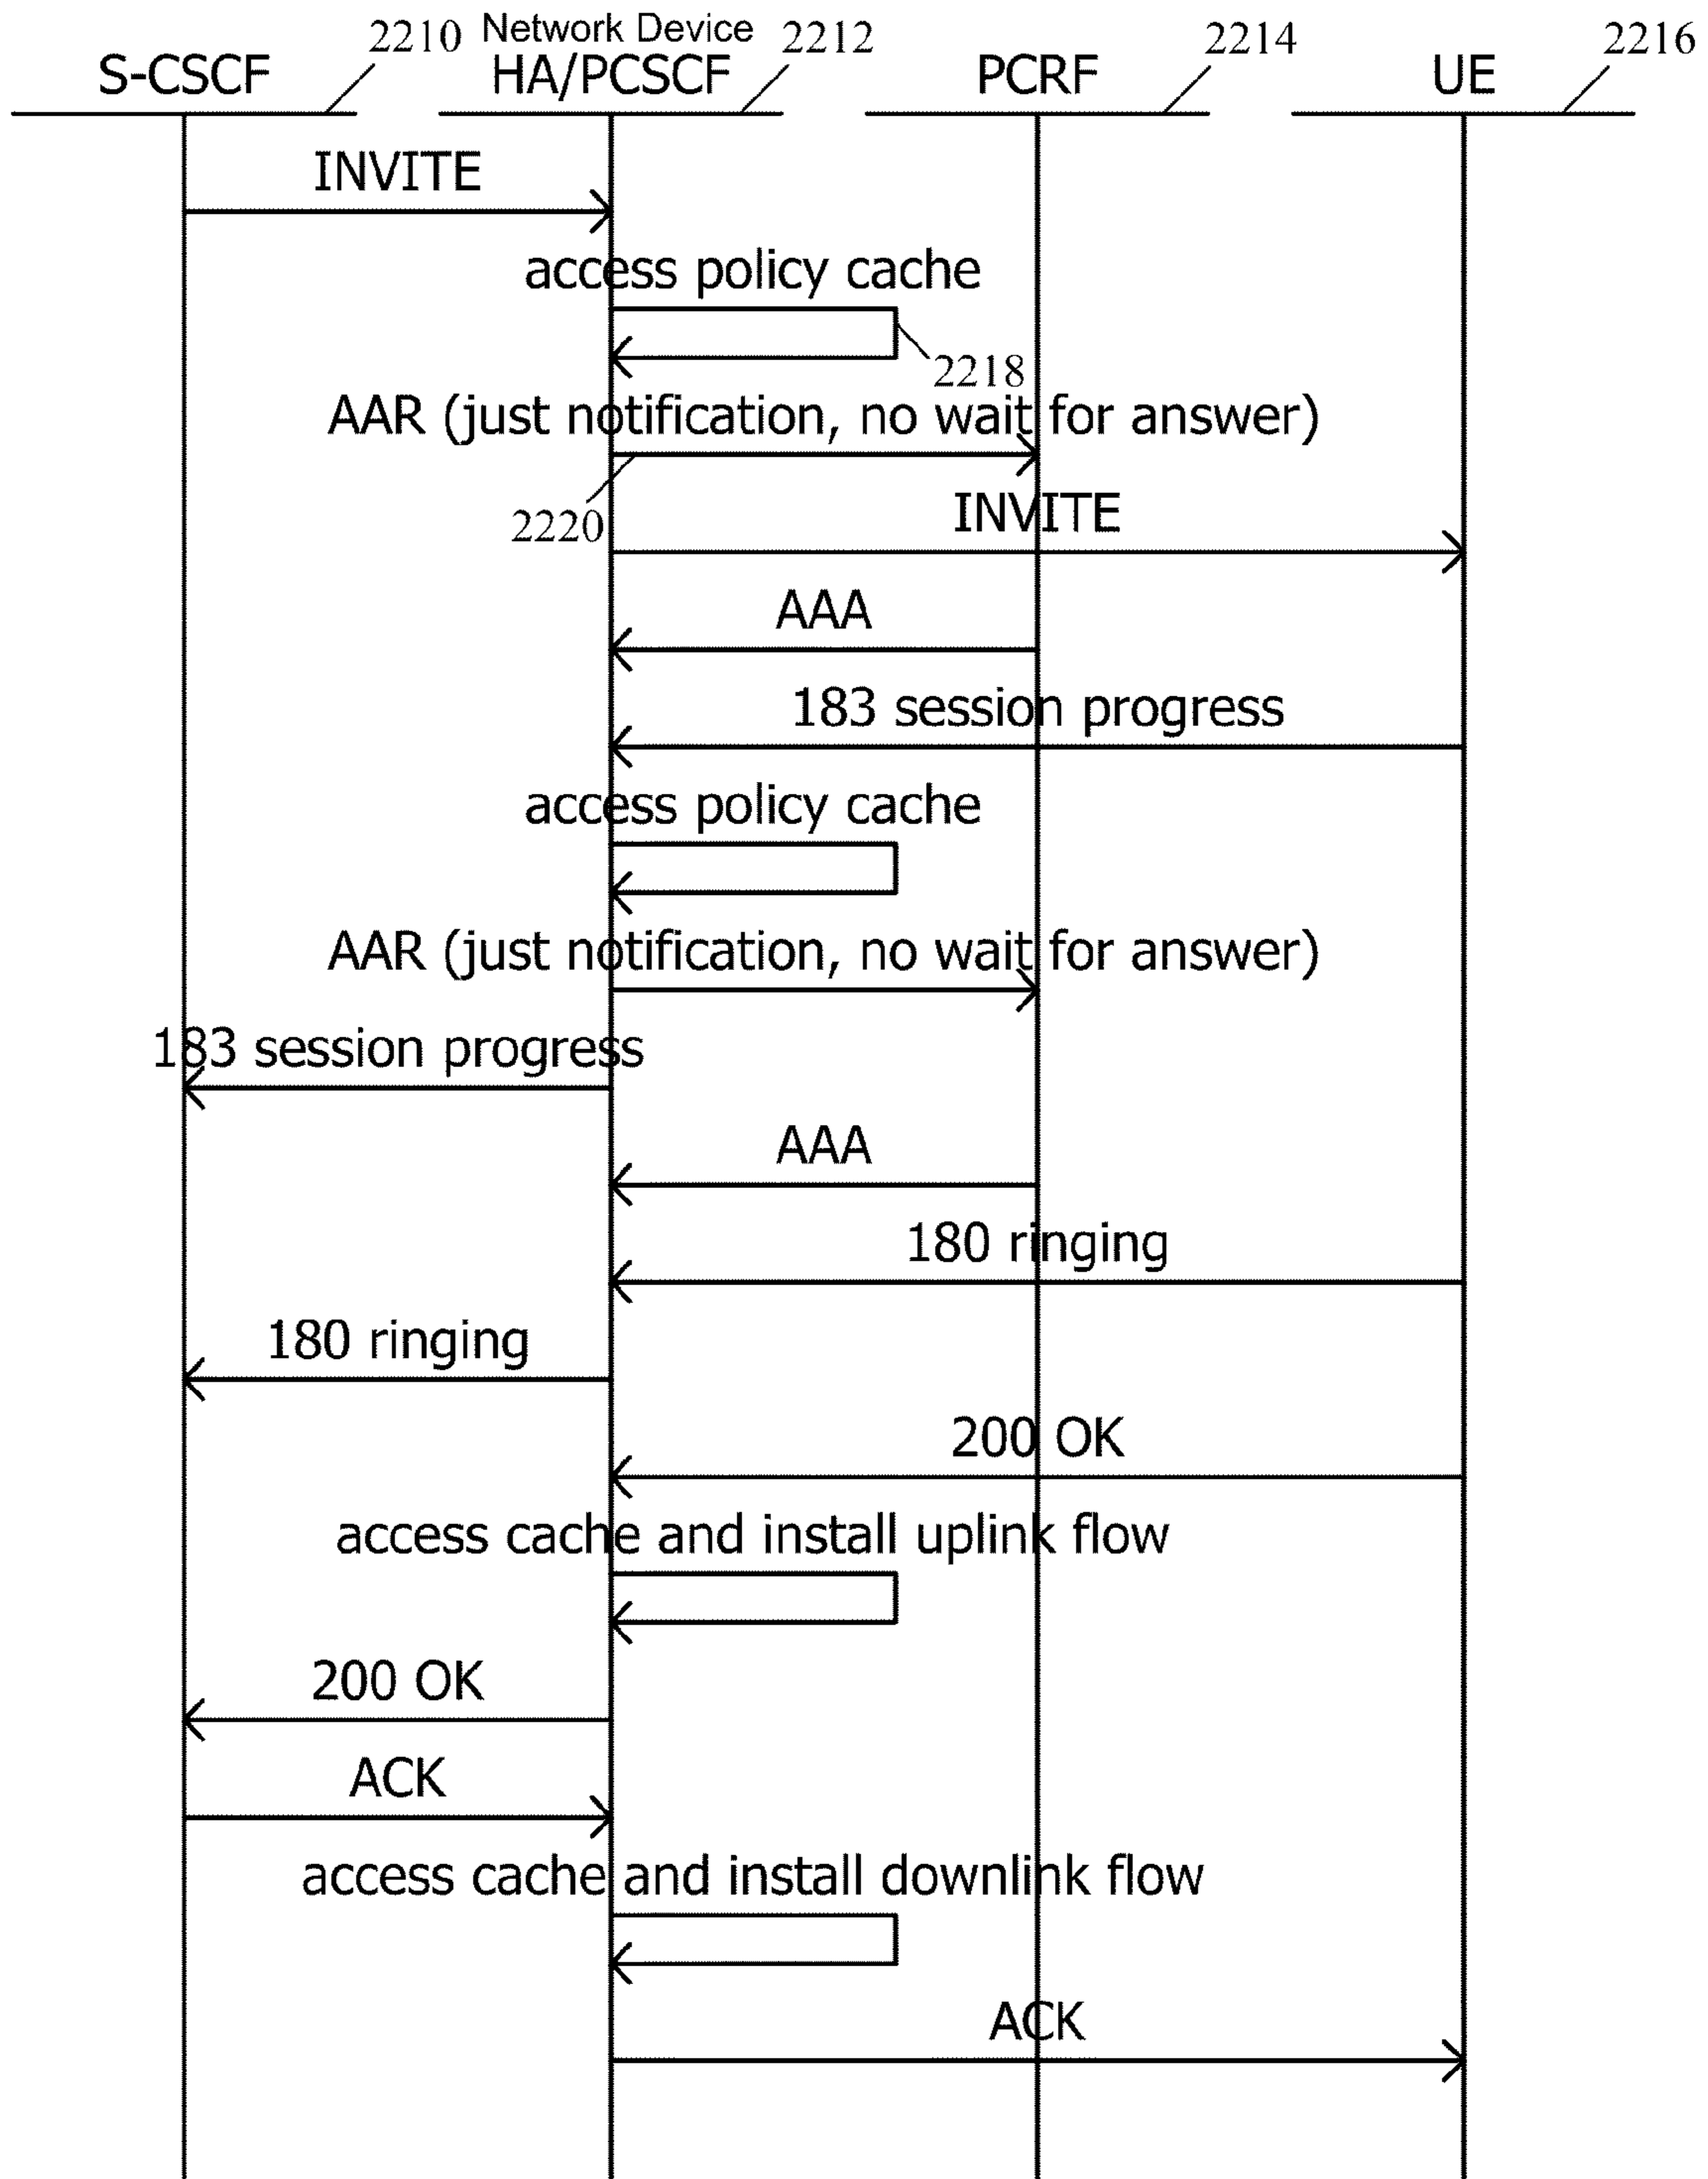 2210
Network Device
2212
2214
2216
S-CSCF
HA/PCSCF
PCRF
UE
INVITE
access policy cache
2218
AAR (just notification, no wait for answer)
2220
INVITE
AAA
183 session progress
access policy cache
AAR (just notification, no wait for answer)
183 session progress
AAA
180 ringing
180 ringing
200 OK
access cache and install uplink flow
200 OK
ACK
access cache and install downlink flow
ACK